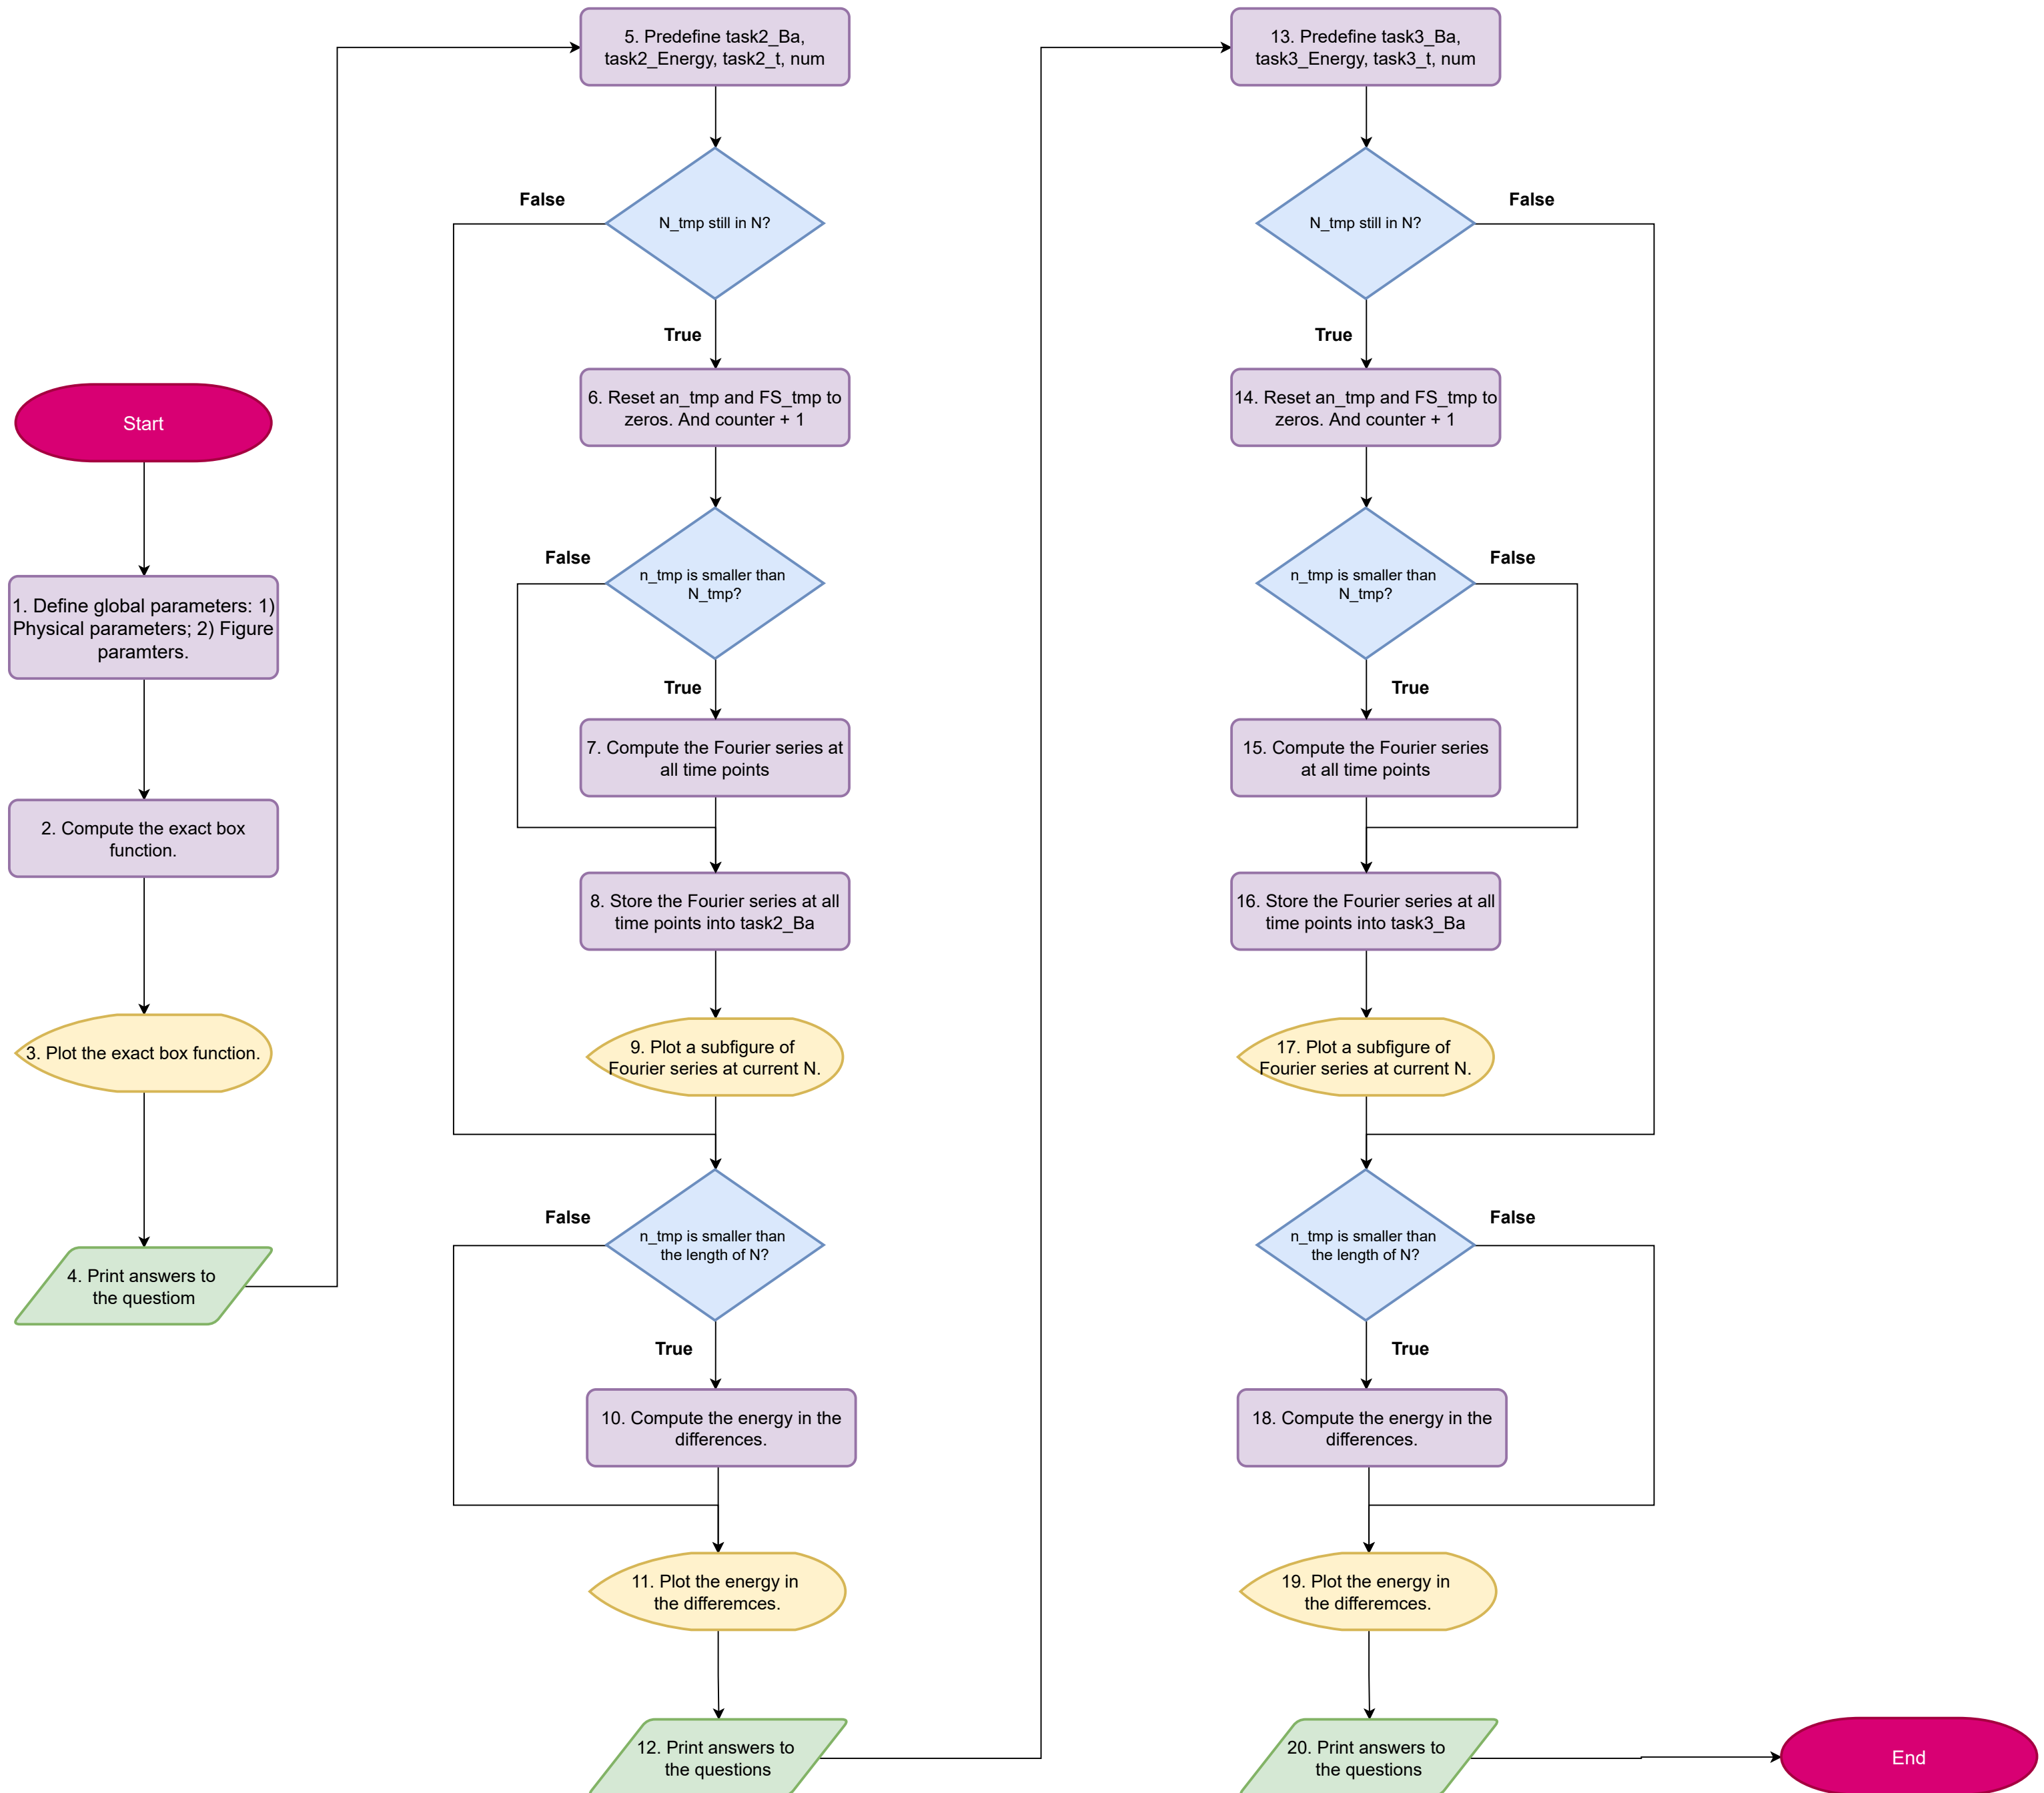 Start
1. Define global parameters: 1)
Physical parameters; 2) Figure
paramters.
2. Compute the exact box
function.
3. Plot the exact box function.
4. Print answers to
the questiom
5. Predefine task2_Ba,
task2_Energy, task2_t, num
False
N_tmp still in N?
True
6. Reset an_tmp and FS_tmp to
zeros. And counter + 1
False
n_tmp is smaller than
N_tmp?
True
7. Compute the Fourier series at
all time points
8. Store the Fourier series at all
time points into task2_Ba
9. Plot a subfigure of
Fourier series at current N.
False
n_tmp is smaller than
the length of N?
True
10. Compute the energy in the
differences.
11. Plot the energy in
the differemces.
12. Print answers to
the questions
13. Predefine task3_Ba,
task3_Energy, task3_t, num
False
N_tmp still in N?
True
14. Reset an_tmp and FS_tmp to
zeros. And counter + 1
False
n_tmp is smaller than
N_tmp?
True
15. Compute the Fourier series
at all time points
16. Store the Fourier series at all
time points into task3_Ba
17. Plot a subfigure of
Fourier series at current N.
False
n_tmp is smaller than
the length of N?
True
18. Compute the energy in the
differences.
19. Plot the energy in
the differemces.
20. Print answers to
the questions
End